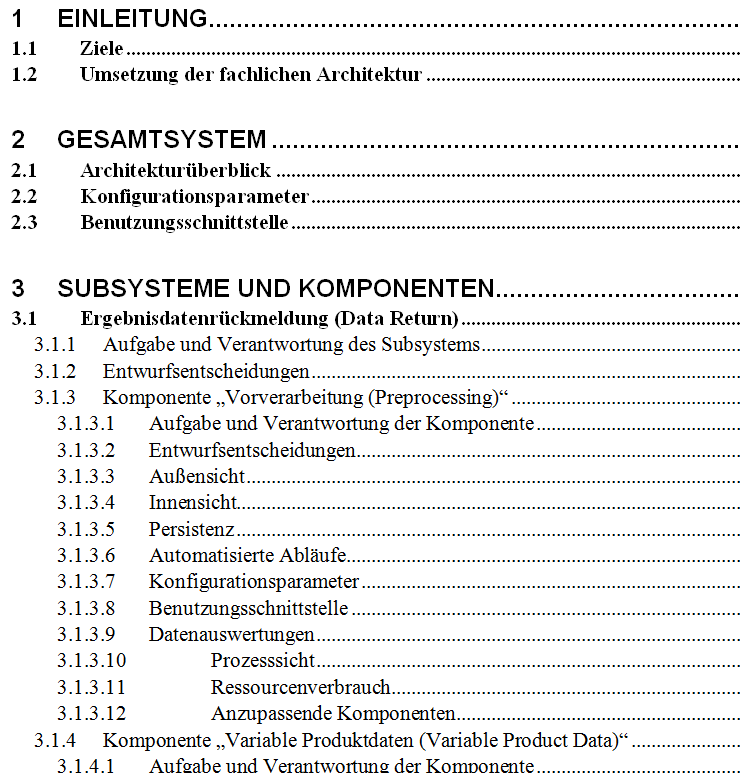 1 EINLEITUNG
1.1 Ziele
1.2 Umsetzung der fachlichen Architektur
2 GESAMTSYSTEM
2.1 Architekturüberblick
2.2 Konfigurationsparameter
2.3 Benutzungsschnittstelle
3 SUBSYSTEME UND KOMPONENTEN
3.1 Ergebnisdatenrückmeldung (Data Return)
3.1.1 Aufgabe und Verantwortung des Subsystems
3.1.2 Entwurfsentscheidungen
3.1.3 Komponente „Vorverarbeitung (Preprocessing)“
3.1.3.1 Aufgabe und Verantwortung der Komponente
3.1.3.2 Entwurfsentscheidungen
3.1.3.3 Außensicht
3.1.3.4 Innensicht
3.1.3.5 Persistenz
3.1.3.6 Automatisierte Abläufe
3.1.3.7 Konfigurationsparameter
3.1.3.8 Benutzungsschnittstelle
3.1.3.9 Datenauswertungen
3.1.3.10 Prozesssicht
3.1.3.11 Ressourcenverbrauch
3.1.3.12 Anzupassende Komponenten
3.1.4 Komponente „Variable Produktdaten (Variable Product Data)“
3.1.4.1 Aufgabe und Verantwortung der Komponente